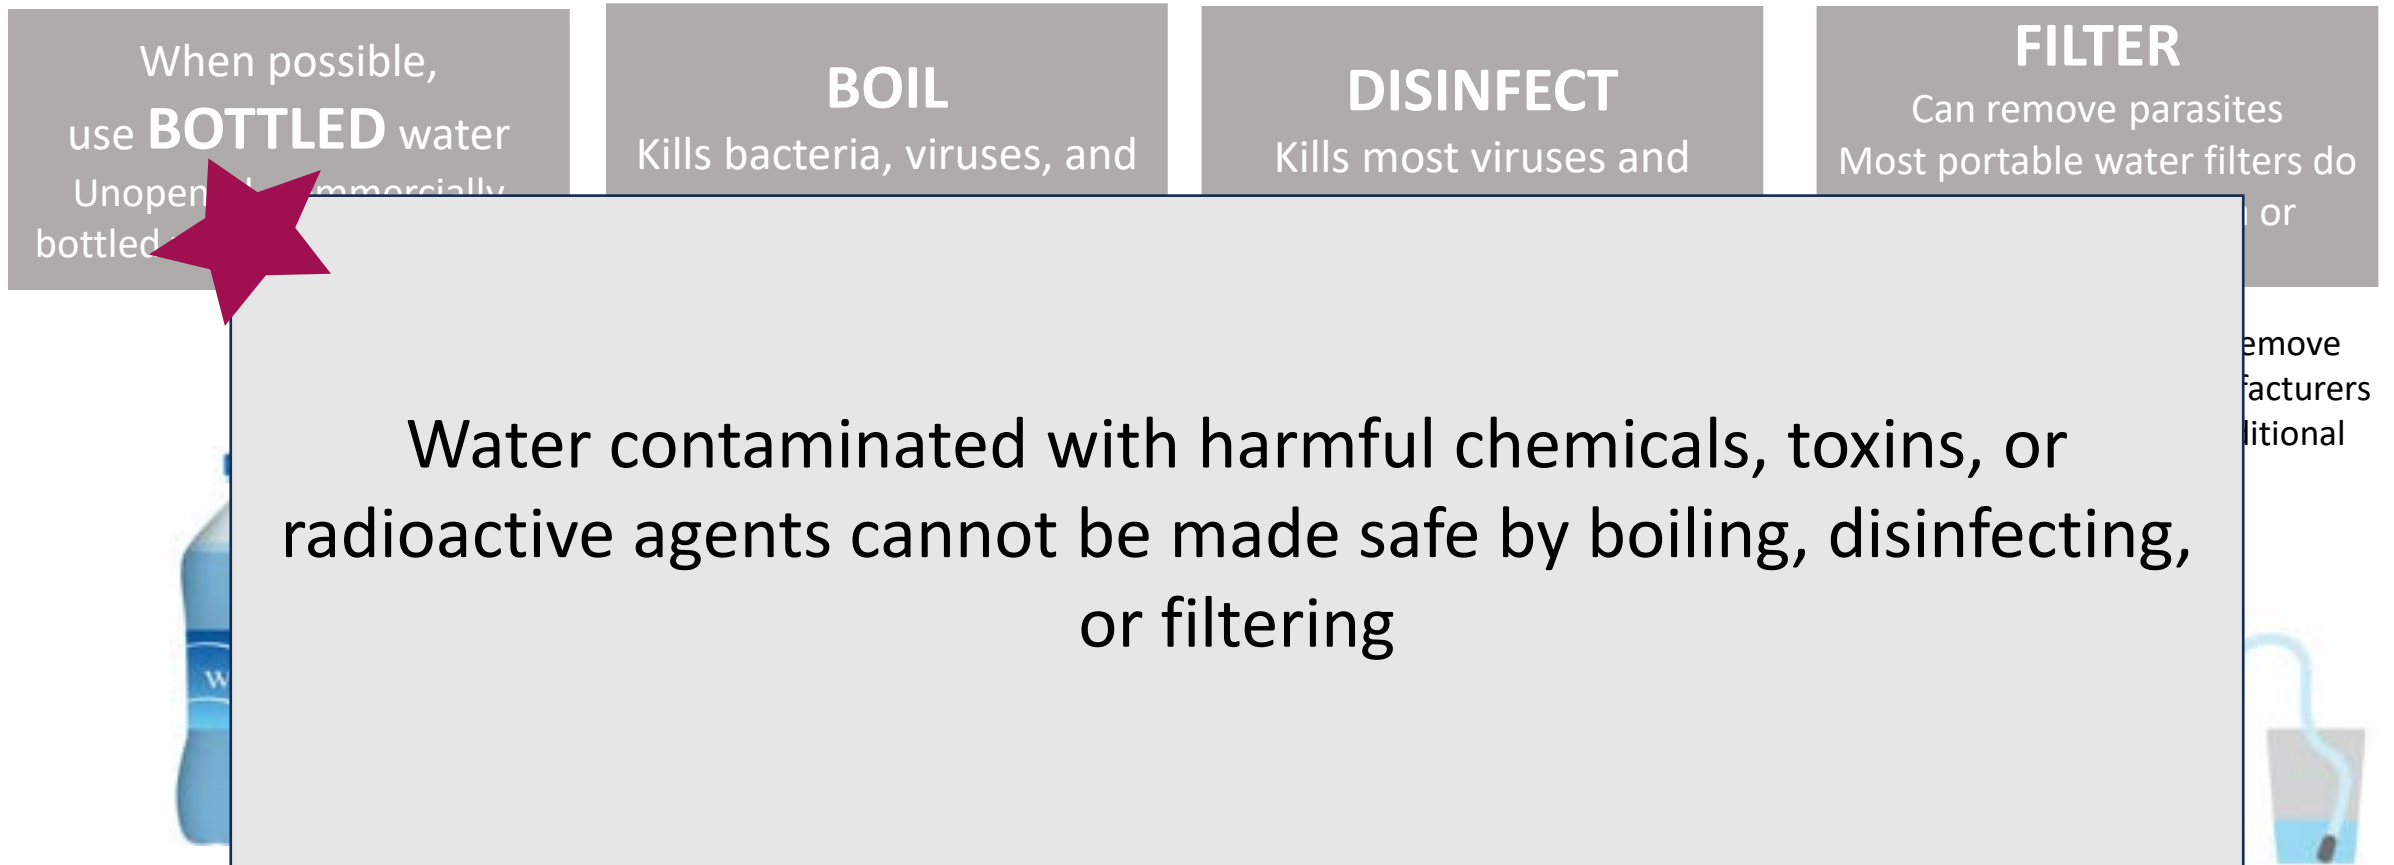 When possible,
use BOTTLED water
Unopen
bottled
BOIL
Kills bacteria, viruses, and
DISINFECT
Kills most viruses and
FILTER
Can remove parasites
Most portable water filters do
or
emove
facturers
ditional
Water contaminated with harmful chemicals, toxins, or
radioactive agents cannot be made safe by boiling, disinfecting,
or filtering
W